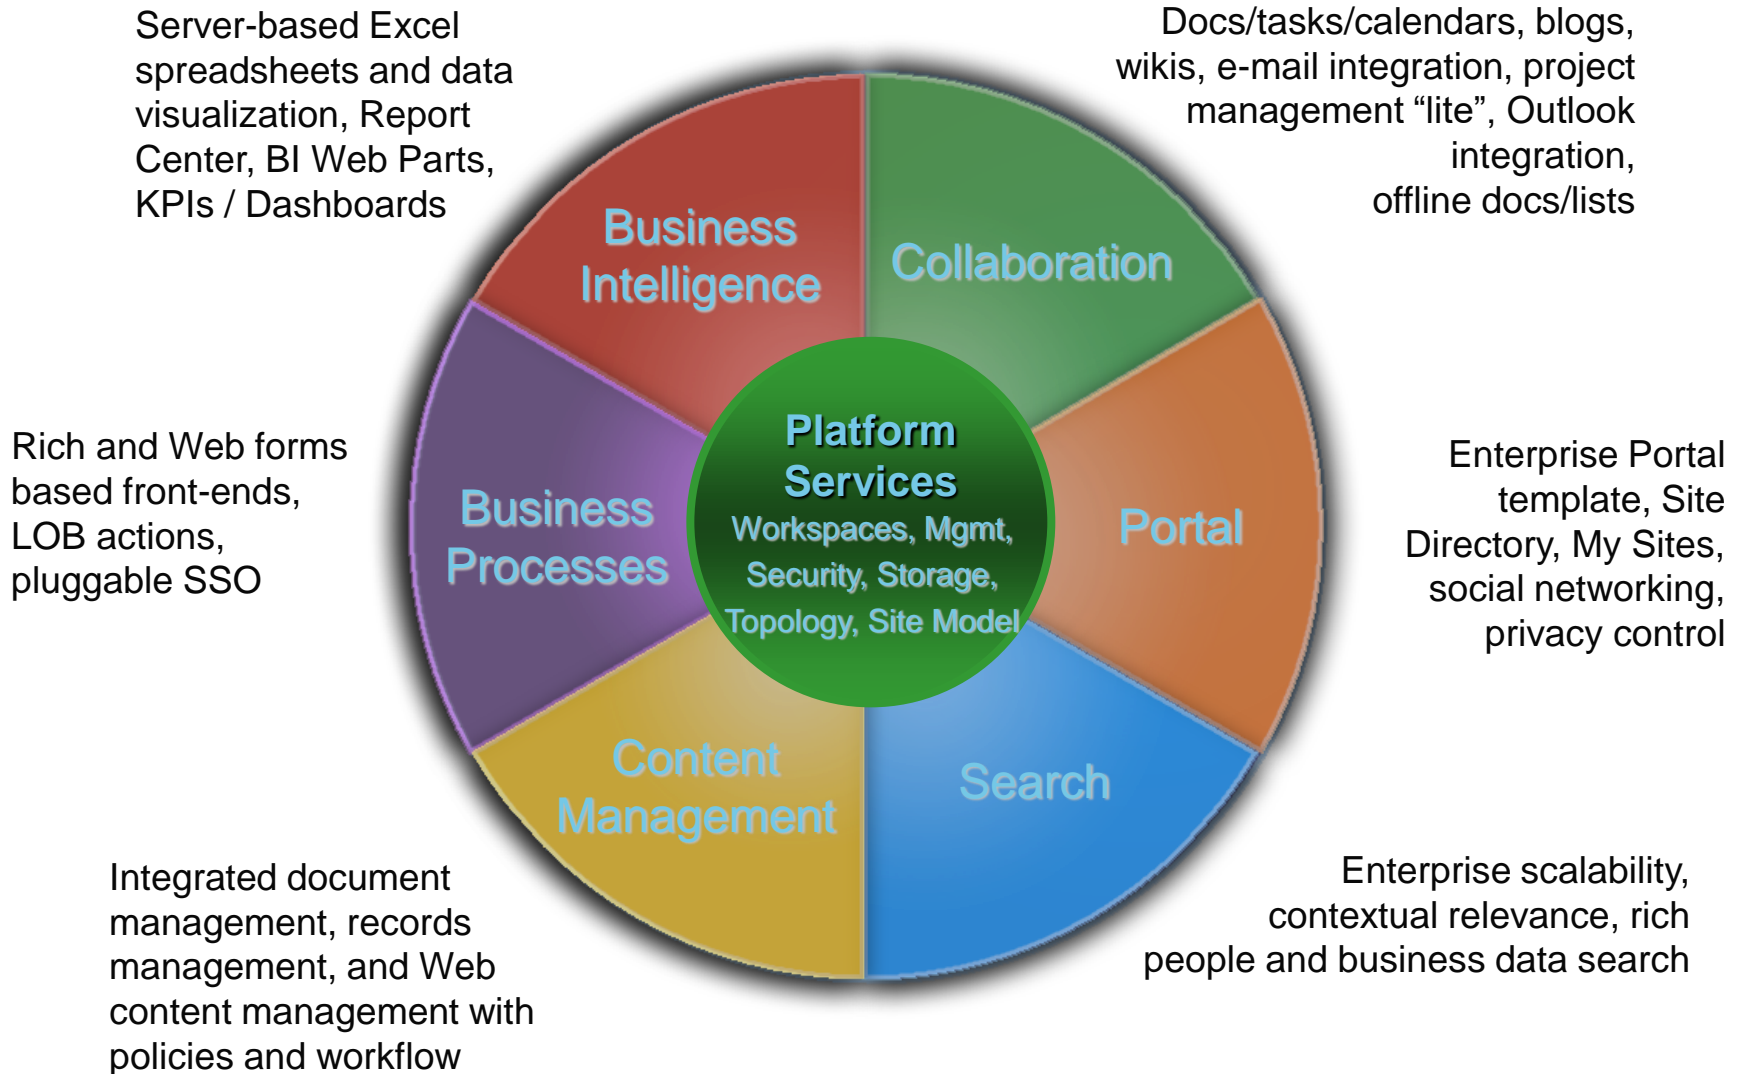 Server-based Excel
spreadsheets and data
visualization, Report
Center, BI Web Parts,
KPIs / Dashboards
Docs/tasks/calendars, blogs,
wikis, e-mail integration, project
management “lite”, Outlook
integration,
offline docs/lists
Business
Intelligence
Collaboration
Rich and Web forms
based front-ends,
LOB actions,
pluggable SSO
Business
Processes
Platform
Services
Workspaces, Mgmt,
Security, Storage,
Topology, Site Model
Portal
Enterprise Portal
template, Site
Directory, My Sites,
social networking,
privacy control
Content
Management
Search
Integrated document
management, records
management, and Web
content management with
policies and workflow
Enterprise scalability,
contextual relevance, rich
people and business data search